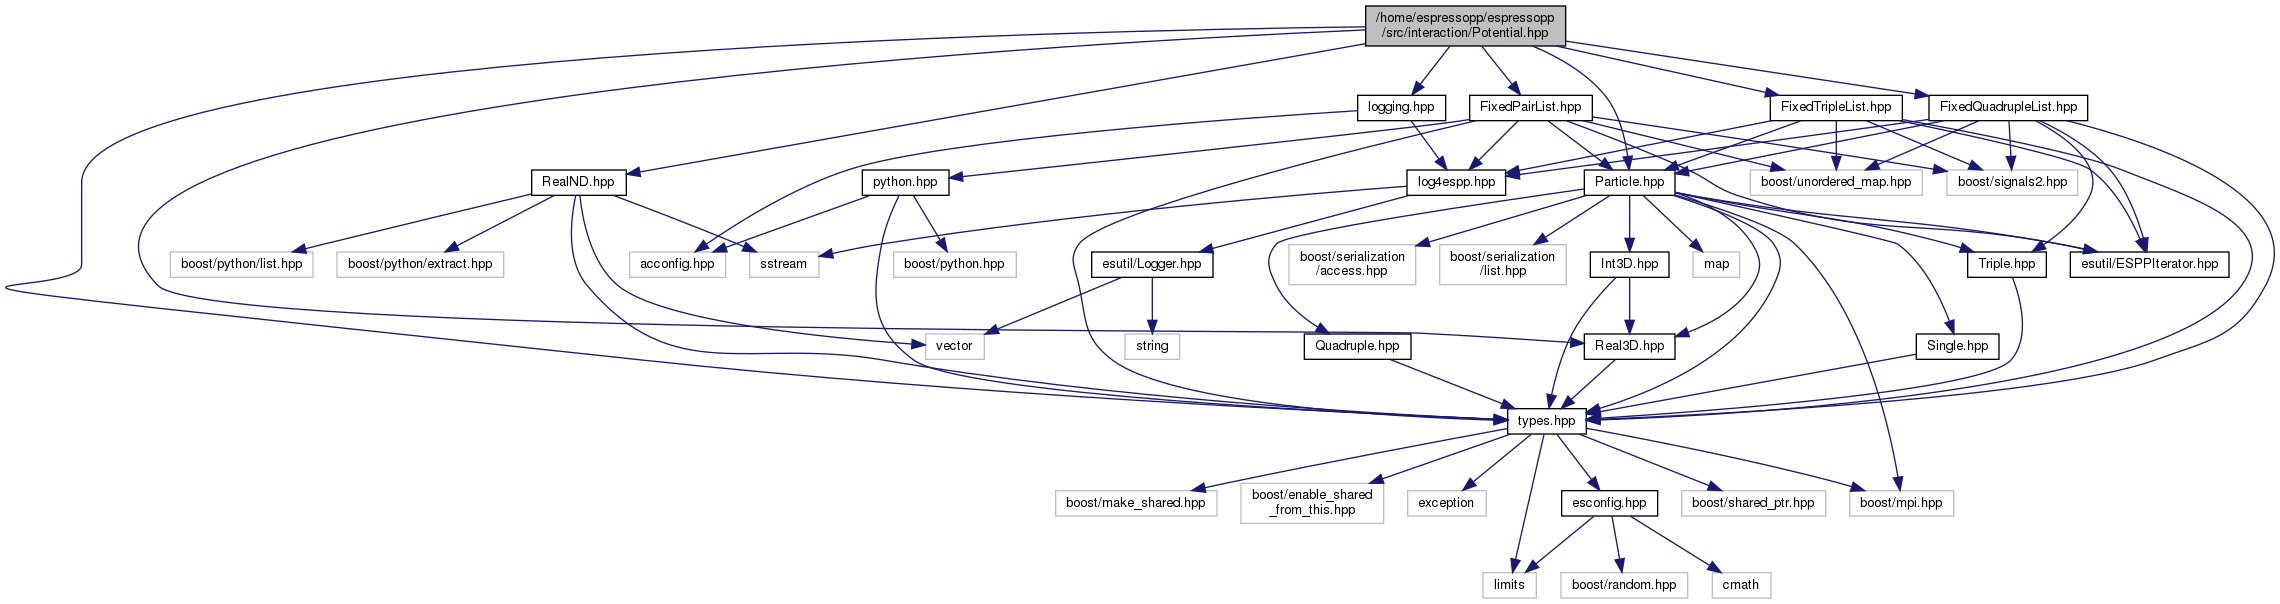 /home/espressopp/espressopp
/src/interaction/Potential.hpp
logging.hpp
FixedPairList.hpp
FixedTripleList.hpp
FixedQuadrupleList.hpp
RealND.hpp
python.hpp
log4espp.hpp
Particle.hpp
boost/unordered_map.hpp
boost/signals2.hpp
boost/python/list.hpp
boost/python/extract.hpp
acconfig.hpp
sstream
boost/python.hpp
esutil/Logger.hpp
boost/serialization
/access.hpp
boost/serialization
/list.hpp
Int3D.hpp
map
Triple.hpp
esutil/ESPPIterator.hpp
vector
string
Quadruple.hpp
Real3D.hpp
Single.hpp
types.hpp
boost/make_shared.hpp
boost/enable_shared
_from_this.hpp
exception
esconfig.hpp
boost/shared_ptr.hpp
boost/mpi.hpp
limits
boost/random.hpp
cmath